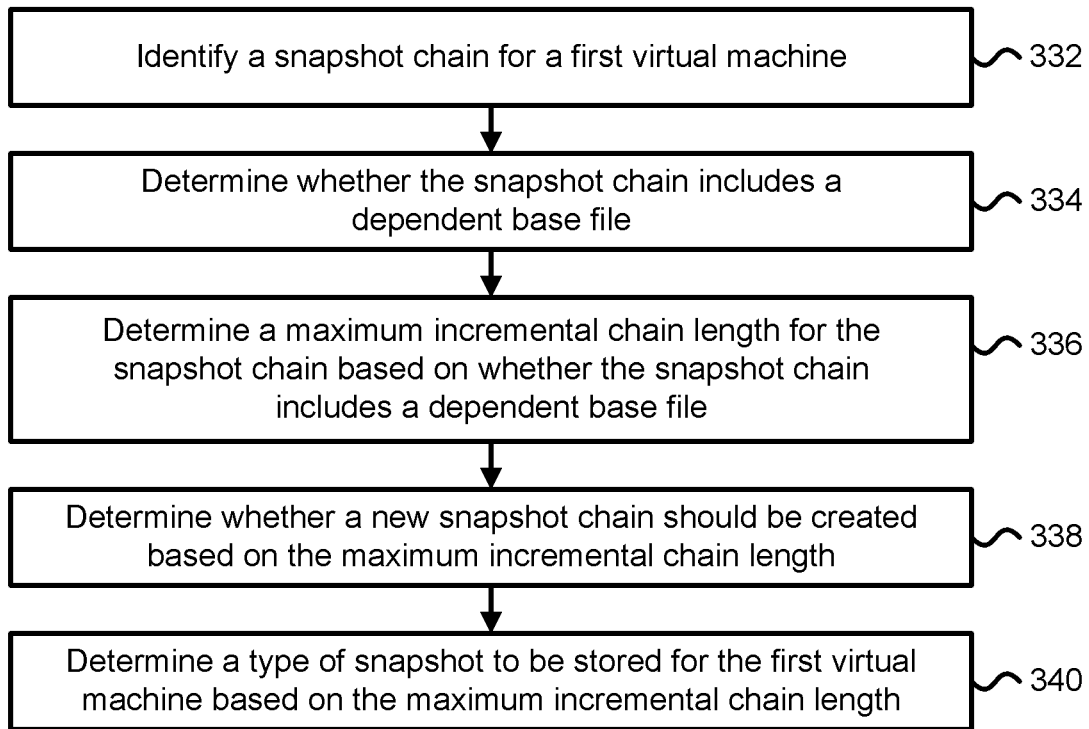 Identify a snapshot chain for a first virtual machine
332
Determine whether the snapshot chain includes a
dependent base file
334
Determine a maximum incremental chain length for the
snapshot chain based on whether the snapshot chain
includes a dependent base file
336
Determine whether a new snapshot chain should be created
based on the maximum incremental chain length
338
Determine a type of snapshot to be stored for the first virtual
machine based on the maximum incremental chain length
340